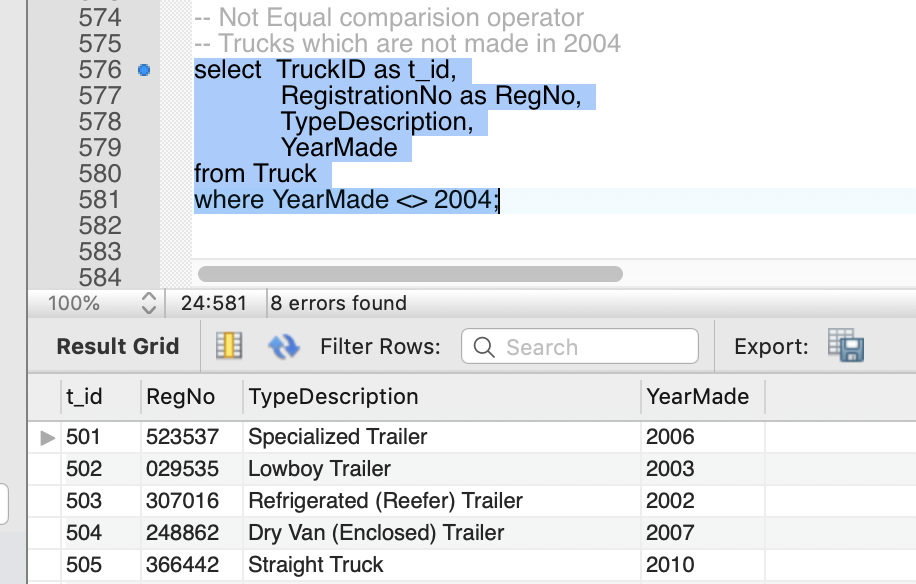 574 -- Not Equal comparision operator
575 -- Trucks which are not made in 2004
576 select TruckID as t_id,
577 RegistrationNo as RegNo,
578 TypeDescription,
579 YearMade
580 from Truck
581 where YearMade <> 2004;
582
583
584
100% 24:581 8 errors found
Result Grid Filter Rows: Search Export:
t_id RegNo TypeDescription YearMade
501 523537 Specialized Trailer 2006
502 029535 Lowboy Trailer 2003
503 307016 Refrigerated (Reefer) Trailer 2002
504 248862 Dry Van (Enclosed) Trailer 2007
505 366442 Straight Truck 2010